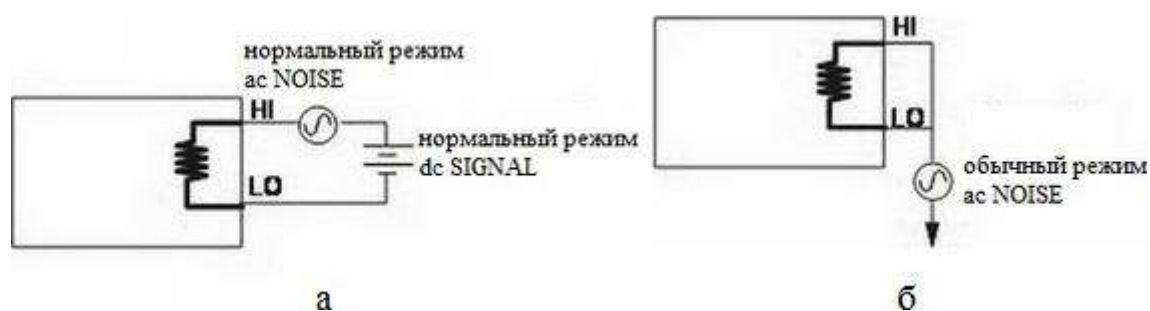 нормальный режим
ac NOISE
HI
нормальный режим
dc SIGNAL
LO
а
HI
LO
обычный режим
ac NOISE
б